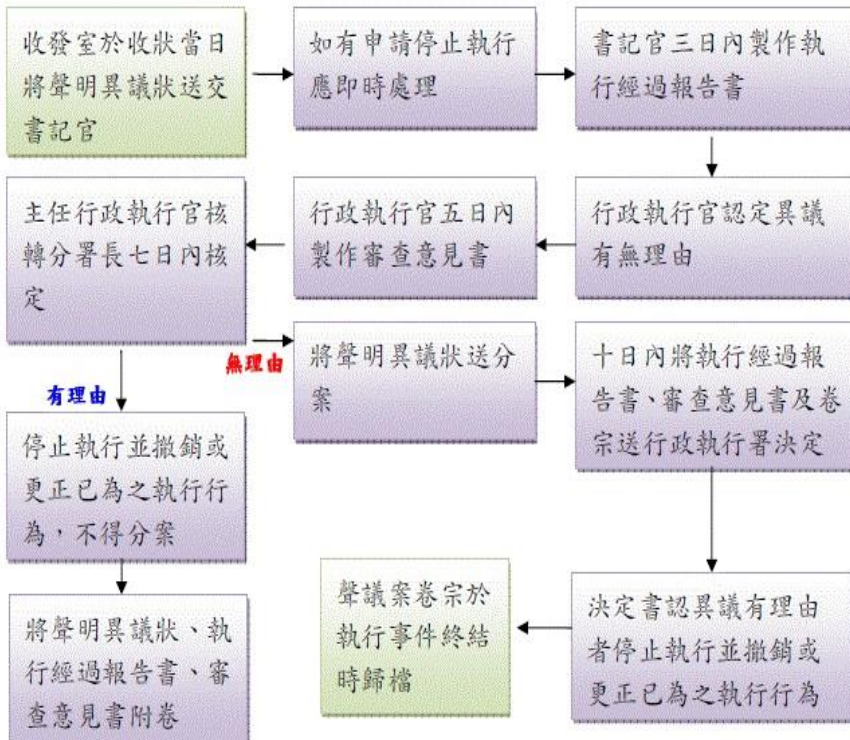 收發室於收狀當日
將聲明異議狀送交
書記官
如有申請停止執行
應即時處理
書記官三日內製作執
行經過報告書
行政執行官認定異議
有無理由
行政執行官五日內
製作審查意見書
主任行政執行官核
轉分署長七日內核
定
無理由
有理由
將聲明異議狀送分
案
十日內將執行經過報
告書、審查意見書及卷
宗送行政執行署決定
停止執行並撤銷或
更正已為之執行行
為，不得分案
將聲明異議狀、執
行經過報告書、審
查意見書附卷
決定書認異議有理由
者停止執行並撤銷或
更正已為之執行行為
聲議案卷宗於
執行事件終結
時歸檔